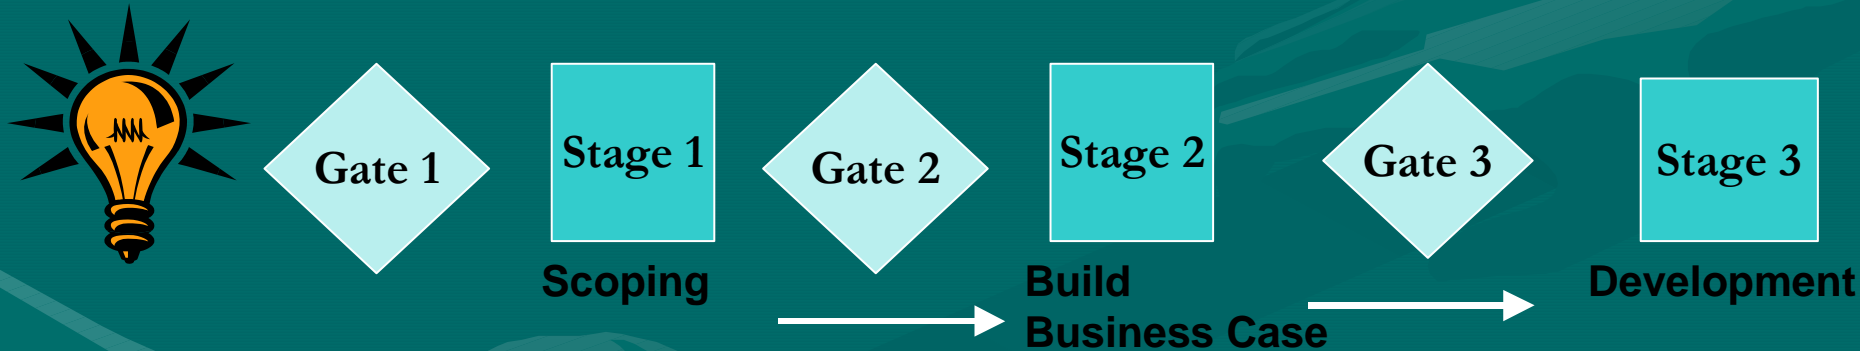 Gate 1
Stage 1
Gate 2
Stage 2
Gate 3
Stage 3
Scoping
Build
Business Case
Development